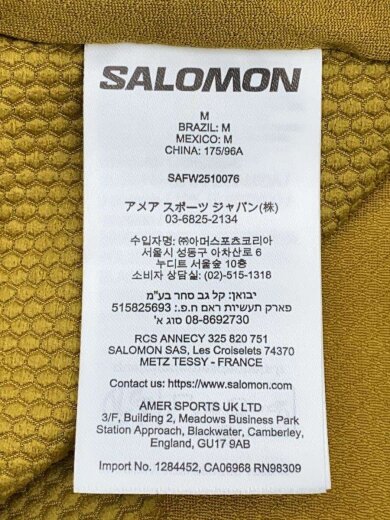 SALOMON
M
BRAZIL: M
MEXICO: M
CHINA: 175/96A
SAFW2510076
アメア スポーツ ジャパン(株)
03-6825-2134
수입자명: ㈜아머스포츠코리아
서울시 성동구 아차산로 6
누디트 서울숲 10층
소비자 상담실: (02)-515-1318
יבואן: קל גב סחר בע"מ
פארק תעשיות ראם ח.פ.: 515825693
08-8692730 סוג א'
RCS ANNECY 325 820 751
SALOMON SAS, Les Croiselets 74370
METZ TESSY - FRANCE
Contact us: https://www.salomon.com
AMER SPORTS UK LTD
3/F, Building 2, Meadows Business Park
Station Approach, Blackwater, Camberley,
England, GU17 9AB
Import No. 1284452, CA06968 RN98309